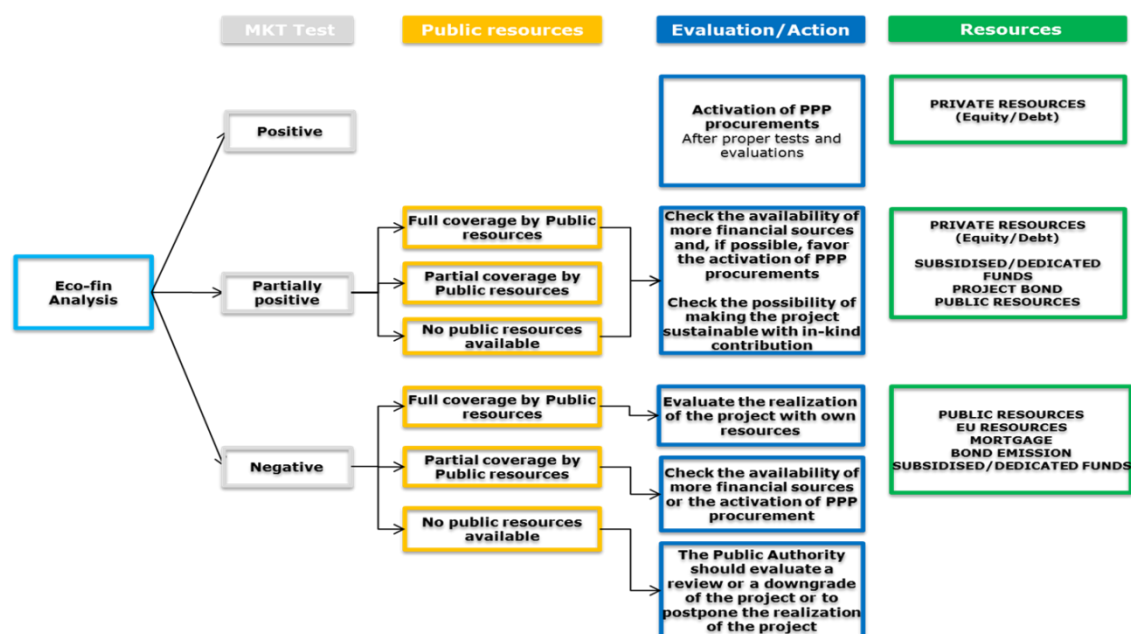 MKT Test
Public resources
Evaluation/Action
Resources
Activation of PPP
procurements
After proper tests and
evaluations
PRIVATE RESOURCES
(Equity/Debt)
Positive
Full coverage by Public
resources
Check the availability of
more financial sources
and, if possible, favor
the activation of PPP
procurements
Check the possibility of
making the project
sustainable with in-kind
contribution
PRIVATE RESOURCES
(Equity/Debt)
SUBSIDISED/DEDICATED
FUNDS
PROJECT BOND
PUBLIC RESOURCES
Eco-fin
Analysis
Partially
positive
Partial coverage by
Public resources
No public resources
available
Full coverage by Public
resources
Evaluate the realization
of the project with own
resources
PUBLIC RESOURCES
EU RESOURCES
MORTGAGE
BOND EMISSION
SUBSIDISED/DEDICATED FUNDS
Negative
Partial coverage by
Public resources
Check the availability of
more financial sources
or the activation of PPP
procurement
No public resources
available
The Public Authority
should evaluate a
review or a downgrade
of the project or to
postpone the realization
of the project